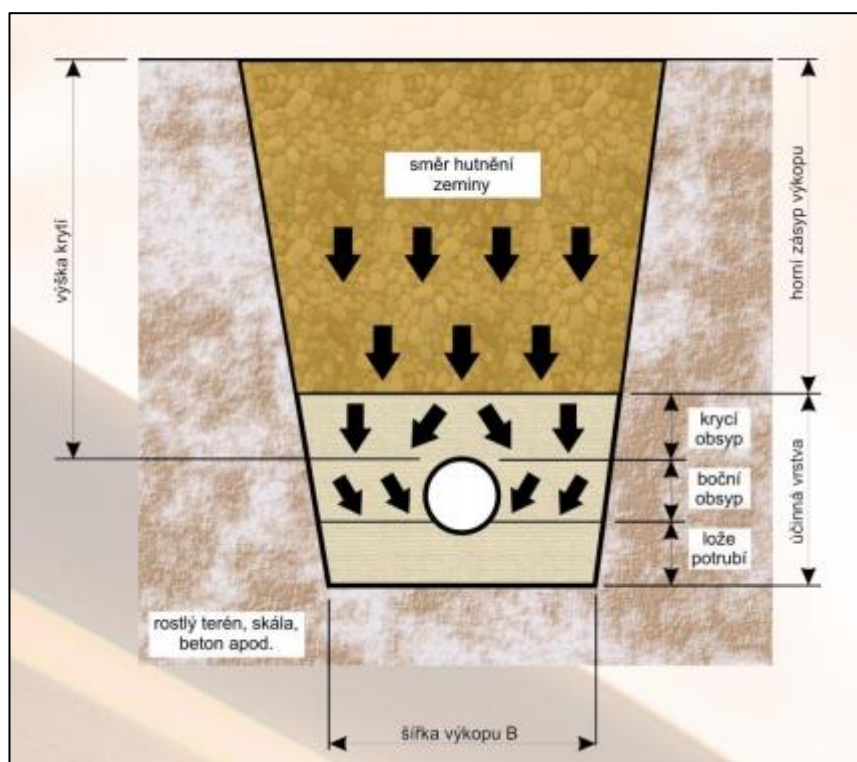 směr hutnění
zeminy
výška krytí
horní zásyp výkopu
krycí
obsyp
boční
obsyp
účinná vrstva
lože
potrubí
rostlý terén, skála,
beton apod.
šířka výkopu B